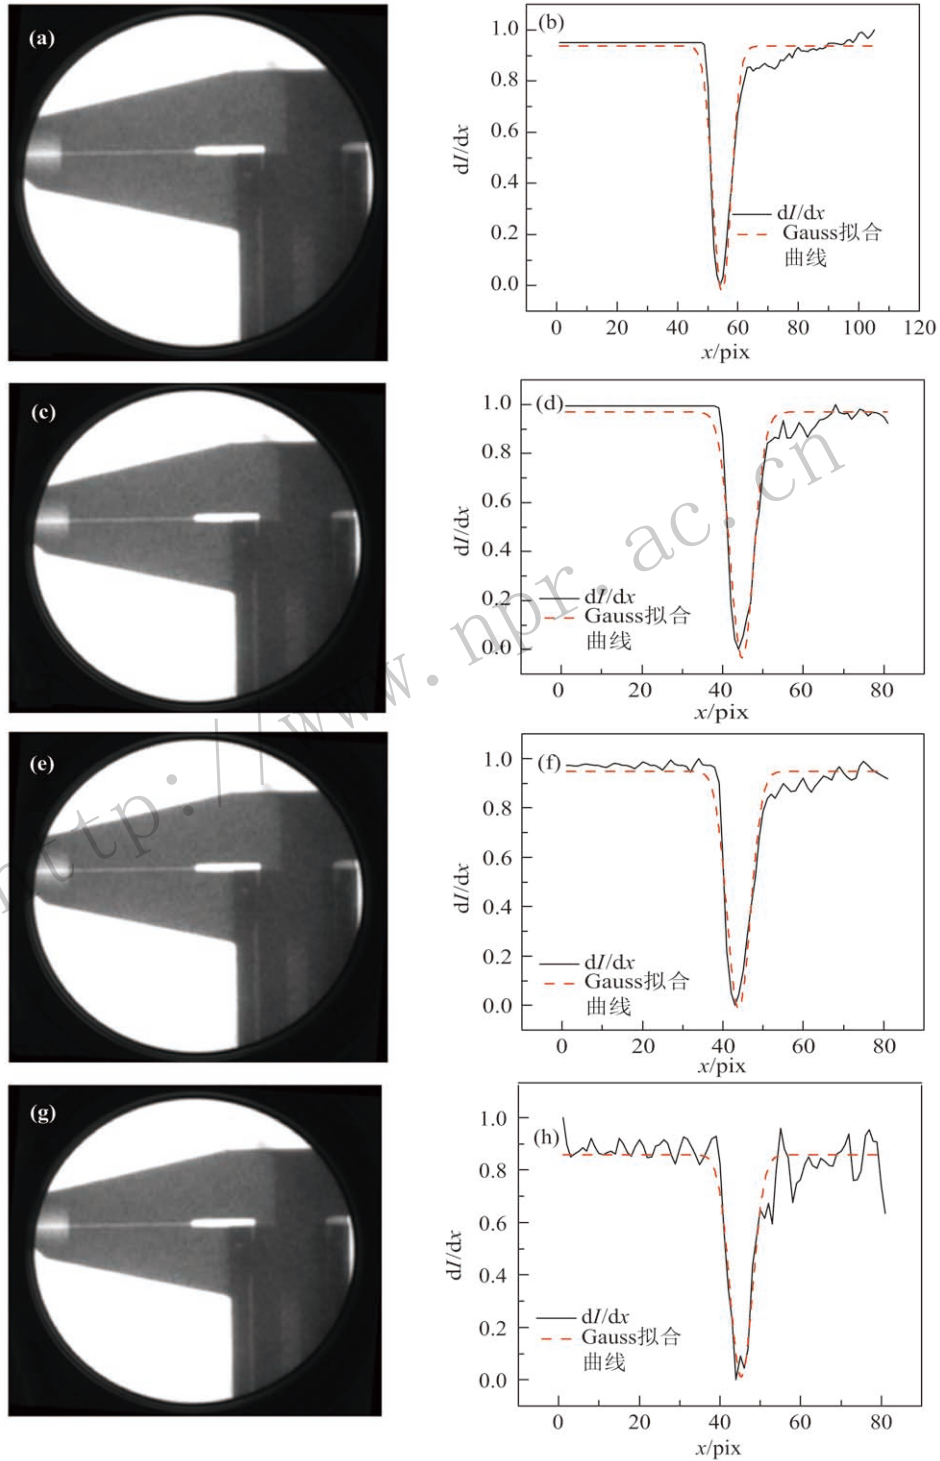 (a)
(b)
1.0
0.8
0.6
0.4
0.2
0.0
dI/dx
dI/dx
Gauss拟合
曲线
0 20 40 60 80 100 120
x/pix
(c)
(d)
1.0
0.8
0.6
0.4
0.2
0.0
dI/dx
dI/dx
Gauss拟合
曲线
0 20 40 60 80
x/pix
(e)
(f)
1.0
0.8
0.6
0.4
0.2
0.0
dI/dx
dI/dx
Gauss拟合
曲线
0 20 40 60 80
x/pix
(g)
(h)
1.0
0.8
0.6
0.4
0.2
0.0
dI/dx
dI/dx
Gauss拟合
曲线
0 20 40 60 80
x/pix
http://www.npr.ac.cn